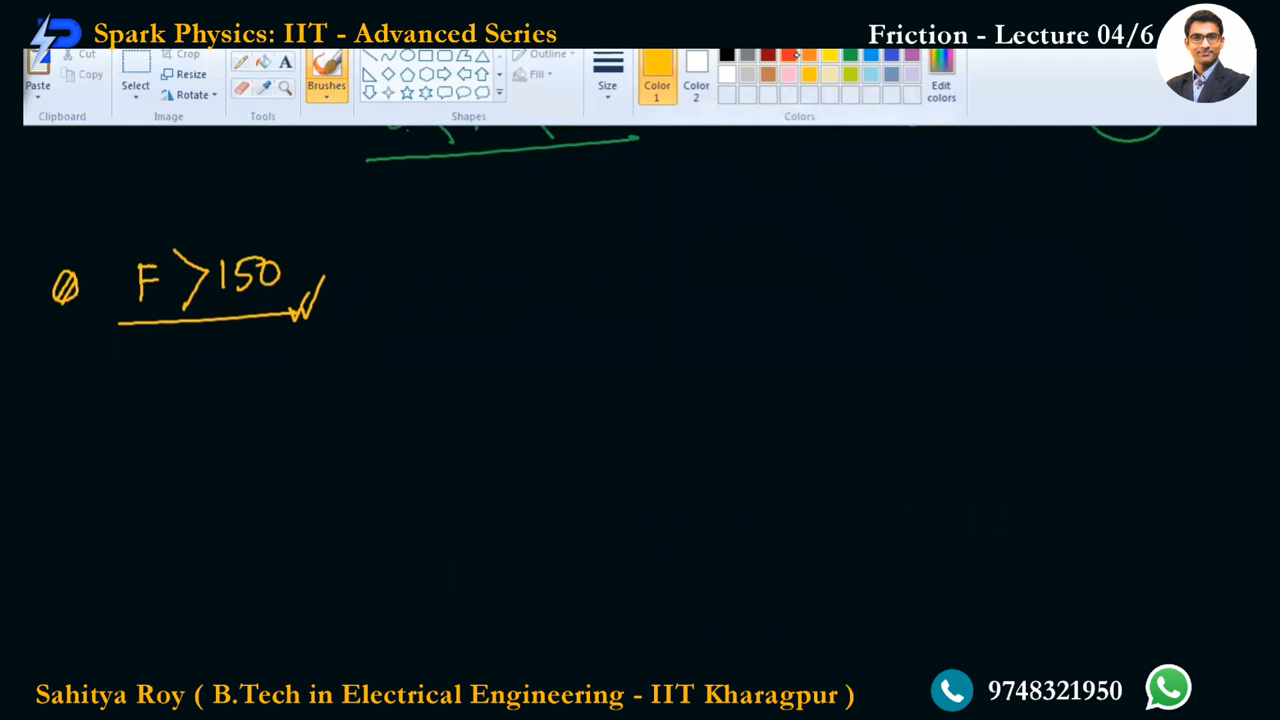 Spark Physics: IIT - Advanced Series
Friction - Lecture 04/6
Paste
Cut
Copy
Clipboard
Select
Crop
Resize
Rotate
Image
A
Tools
Brushes
Outline
Fill
Shapes
Size
Color 1
Color 2
Edit colors
Colors
F > 150
Sahitya Roy ( B.Tech in Electrical Engineering - IIT Kharagpur )
9748321950